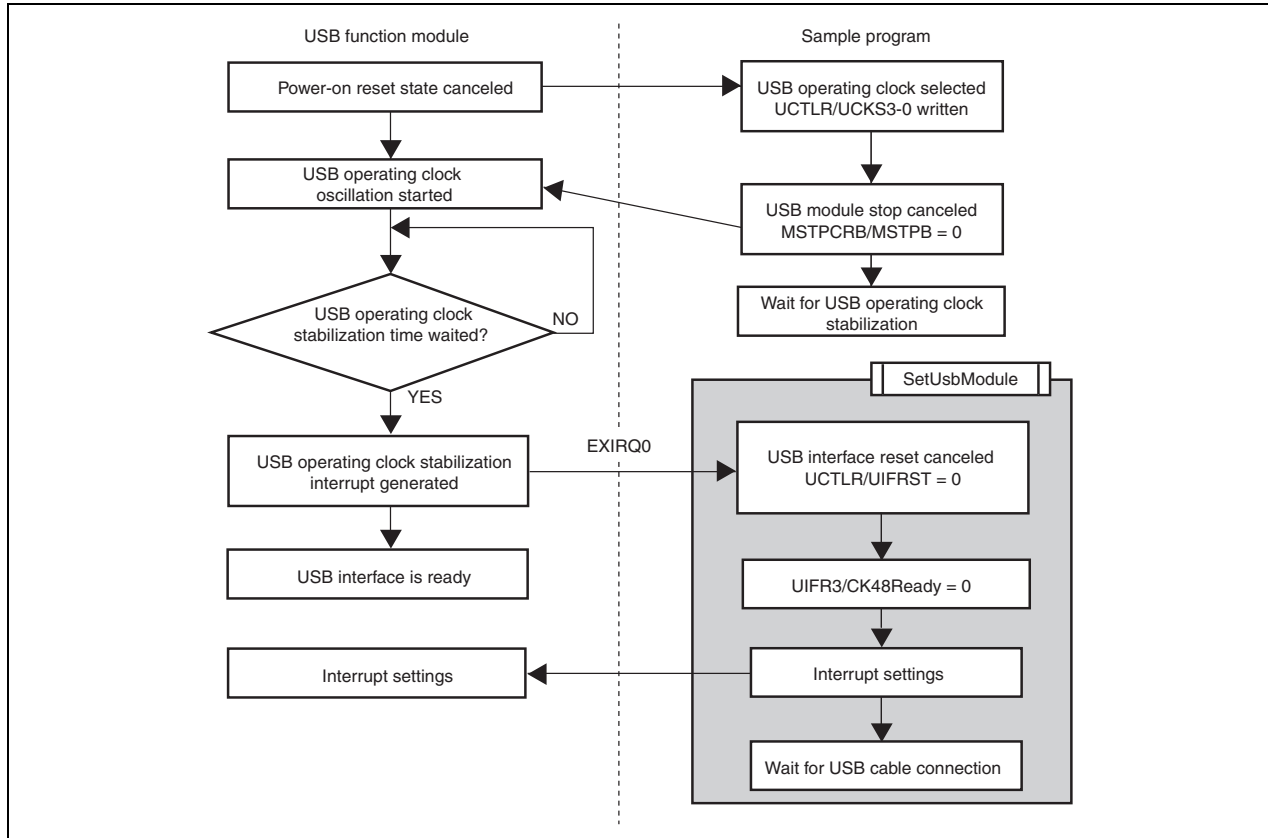 USB function module
Sample program
Power-on reset state canceled
USB operating clock selected
UCTLR/UCKS3-0 written
USB operating clock
oscillation started
USB module stop canceled
MSTPCRB/MSTPB = 0
Wait for USB operating clock
stabilization
USB operating clock
stabilization time waited?
NO
YES
SetUsbModule
USB operating clock stabilization
interrupt generated
EXIRQ0
USB interface reset canceled
UCTLR/UIFRST = 0
USB interface is ready
UIFR3/CK48Ready = 0
Interrupt settings
Interrupt settings
Wait for USB cable connection